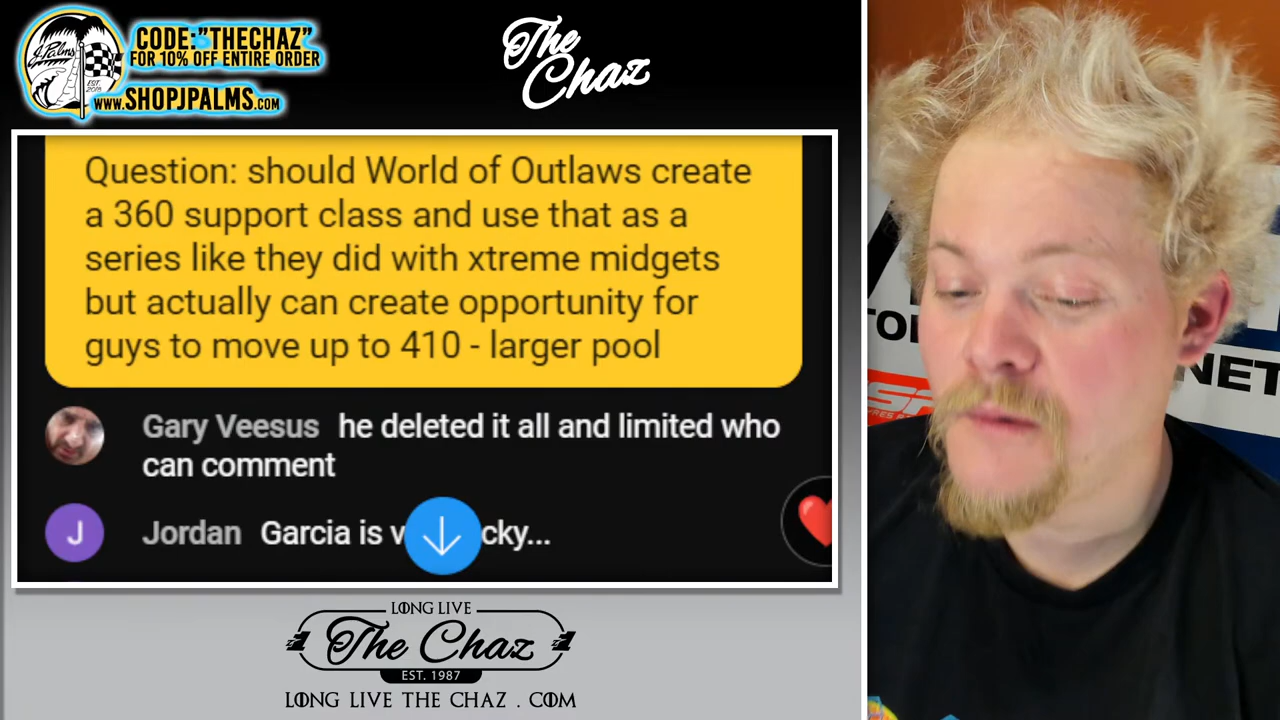 CODE:"THECHAZ"
FOR 10% OFF ENTIRE ORDER
J.Palms
EST.
WWW.SHOPJPALMS.COM
The
Chaz
Question: should World of Outlaws create
a 360 support class and use that as a
series like they did with xtreme midgets
but actually can create opportunity for
guys to move up to 410 - larger pool
Gary Veesus he deleted it all and limited who
can comment
J Jordan Garcia is
LONG LIVE
The Chaz
EST. 1987
LONG LIVE THE CHAZ . COM
NET